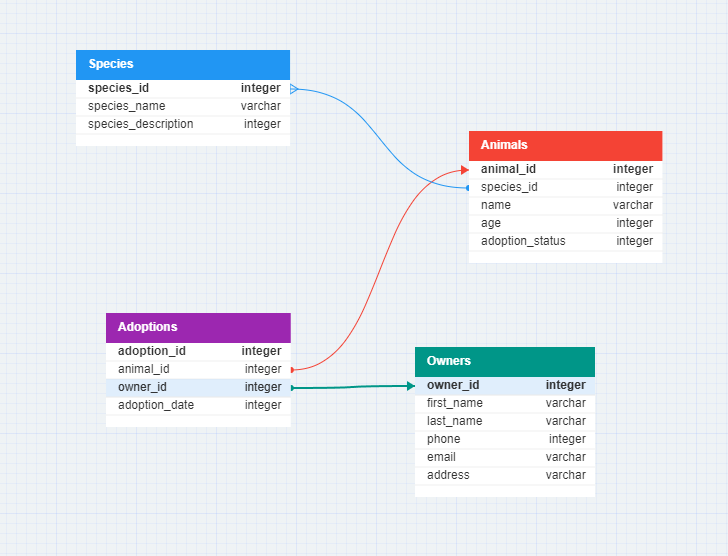 Species
species_id integer
species_name varchar
species_description integer
Animals
animal_id integer
species_id integer
name varchar
age integer
adoption_status integer
Adoptions
adoption_id integer
animal_id integer
owner_id integer
adoption_date integer
Owners
owner_id integer
first_name varchar
last_name varchar
phone integer
email varchar
address varchar